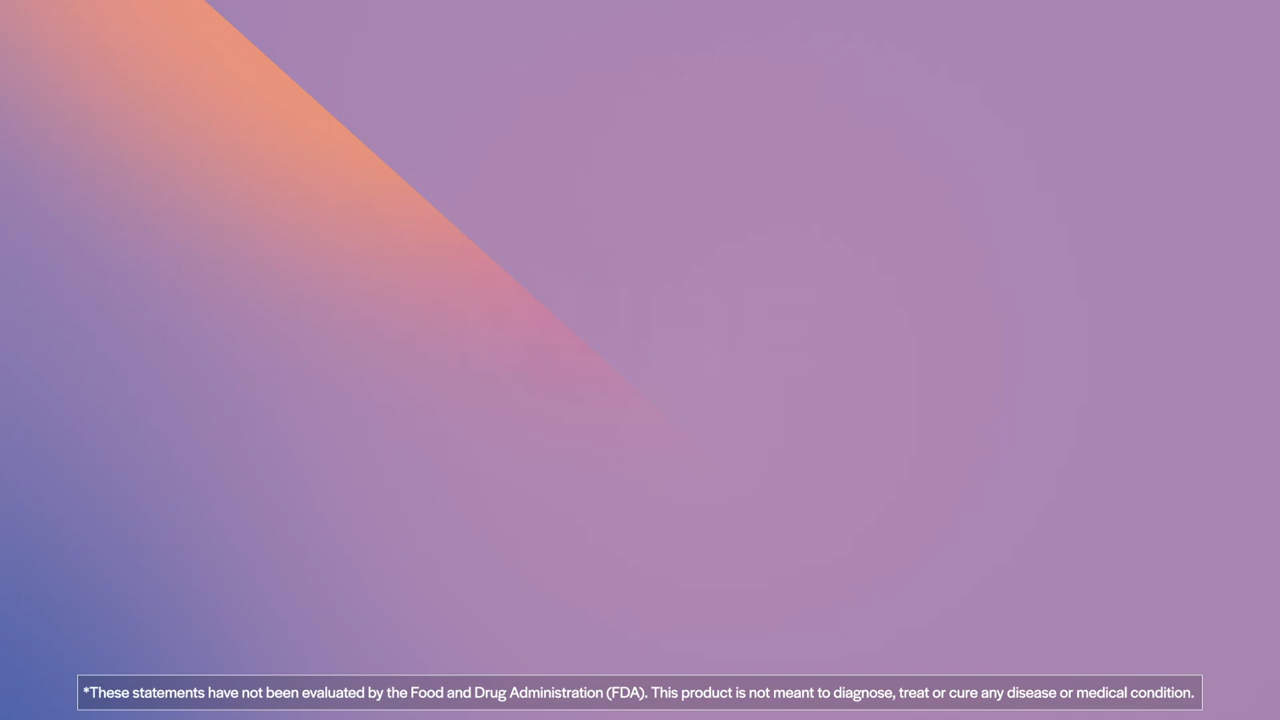 *These statements have not been evaluated by the Food and Drug Administration (FDA). This product is not meant to diagnose, treat or cure any disease or medical condition.